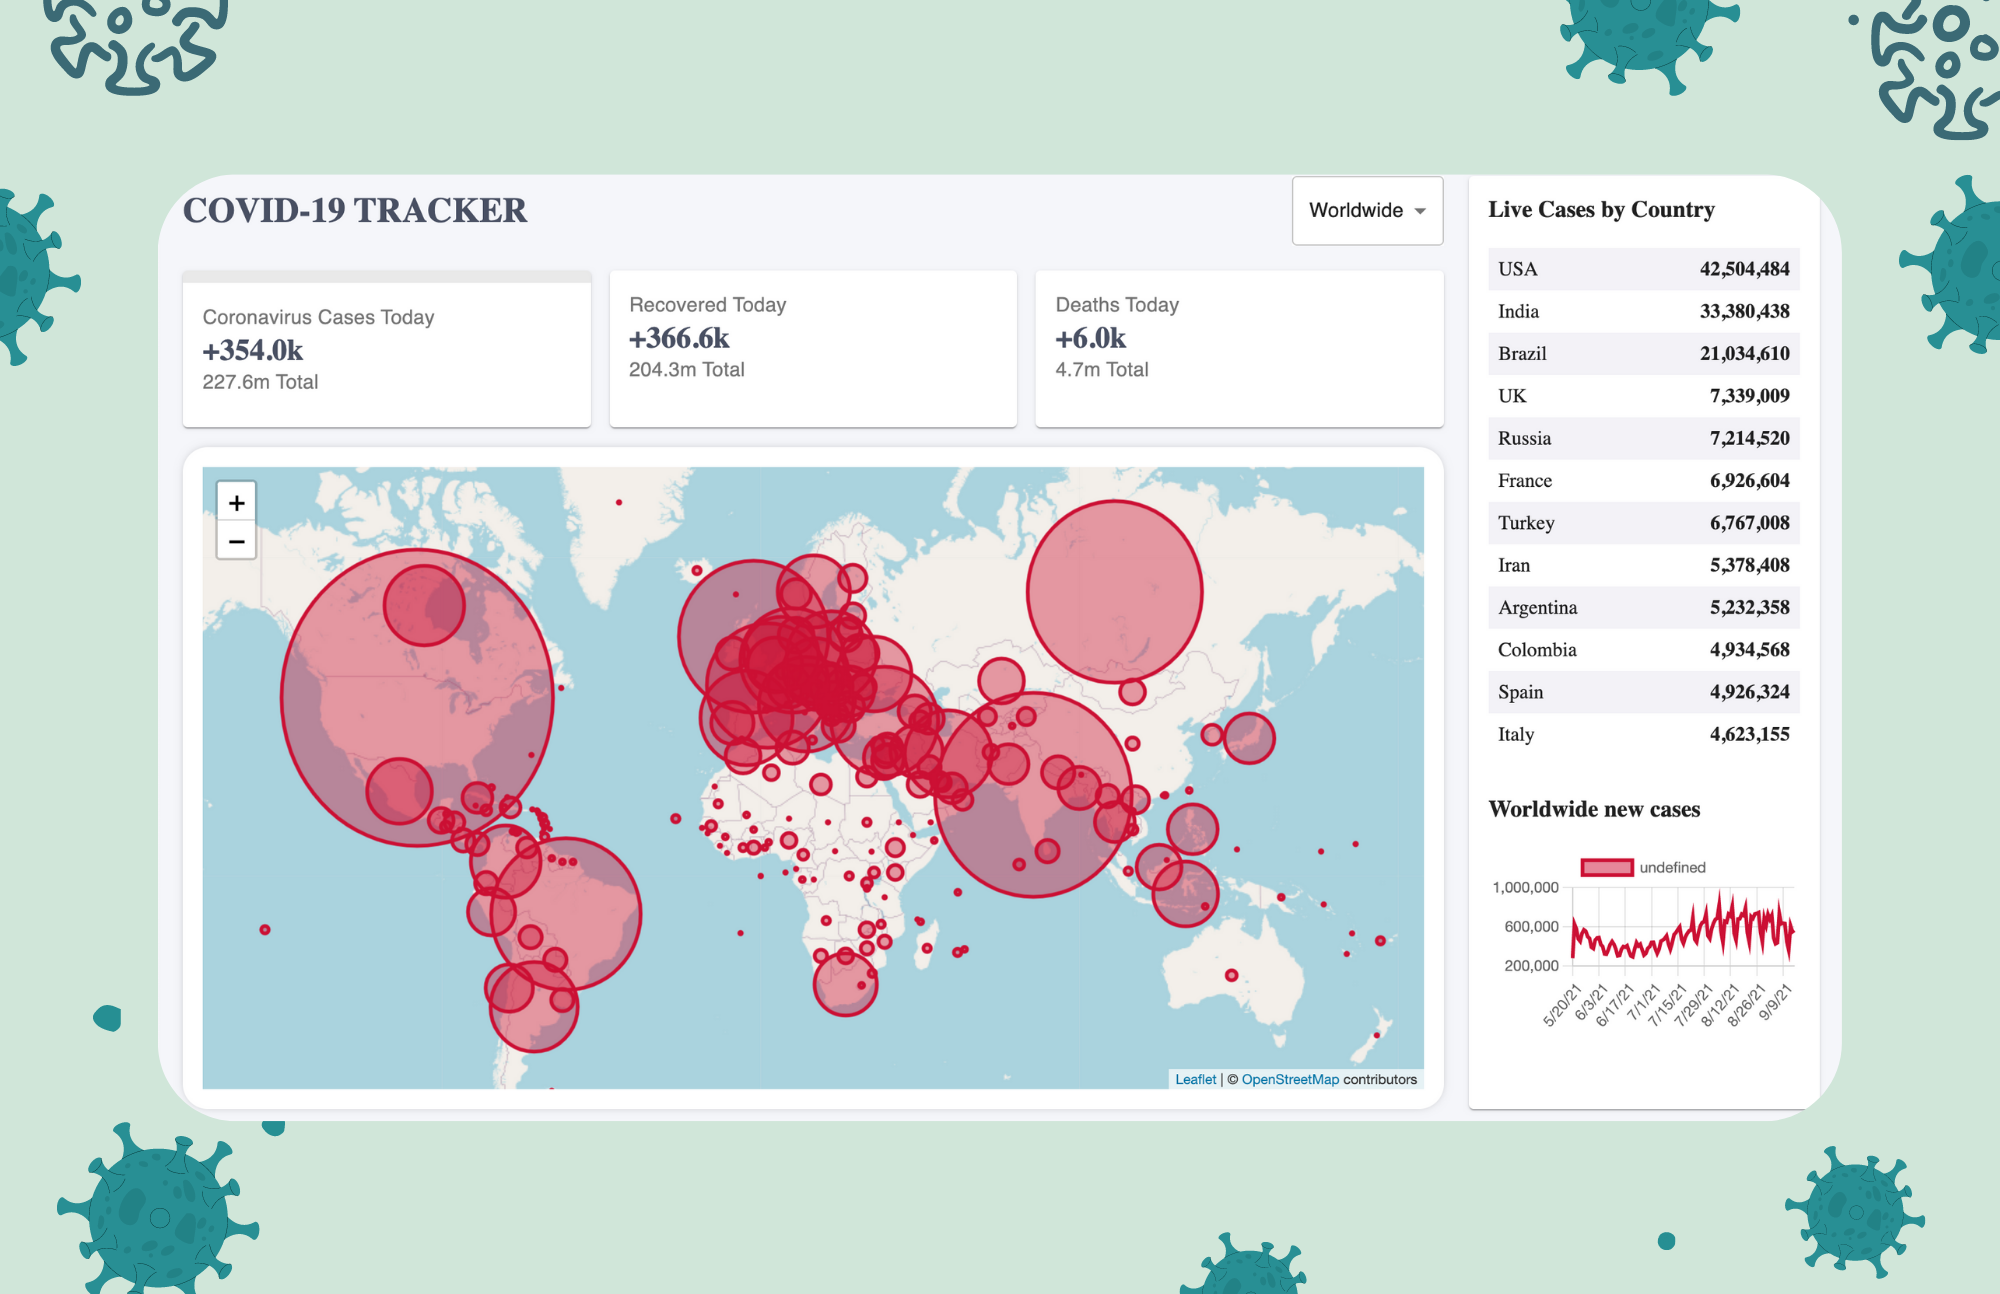 COVID-19 TRACKER
Worldwide
Coronavirus Cases Today
+354.0k
227.6m Total
Recovered Today
+366.6k
204.3m Total
Deaths Today
+6.0k
4.7m Total
+
−
Leaflet | © OpenStreetMap contributors
Live Cases by Country
USA 42,504,484
India 33,380,438
Brazil 21,034,610
UK 7,339,009
Russia 7,214,520
France 6,926,604
Turkey 6,767,008
Iran 5,378,408
Argentina 5,232,358
Colombia 4,934,568
Spain 4,926,324
Italy 4,623,155
Worldwide new cases
undefined
1,000,000
600,000
200,000
5/20/21
6/3/21
6/17/21
7/1/21
7/15/21
7/29/21
8/12/21
8/26/21
9/9/21